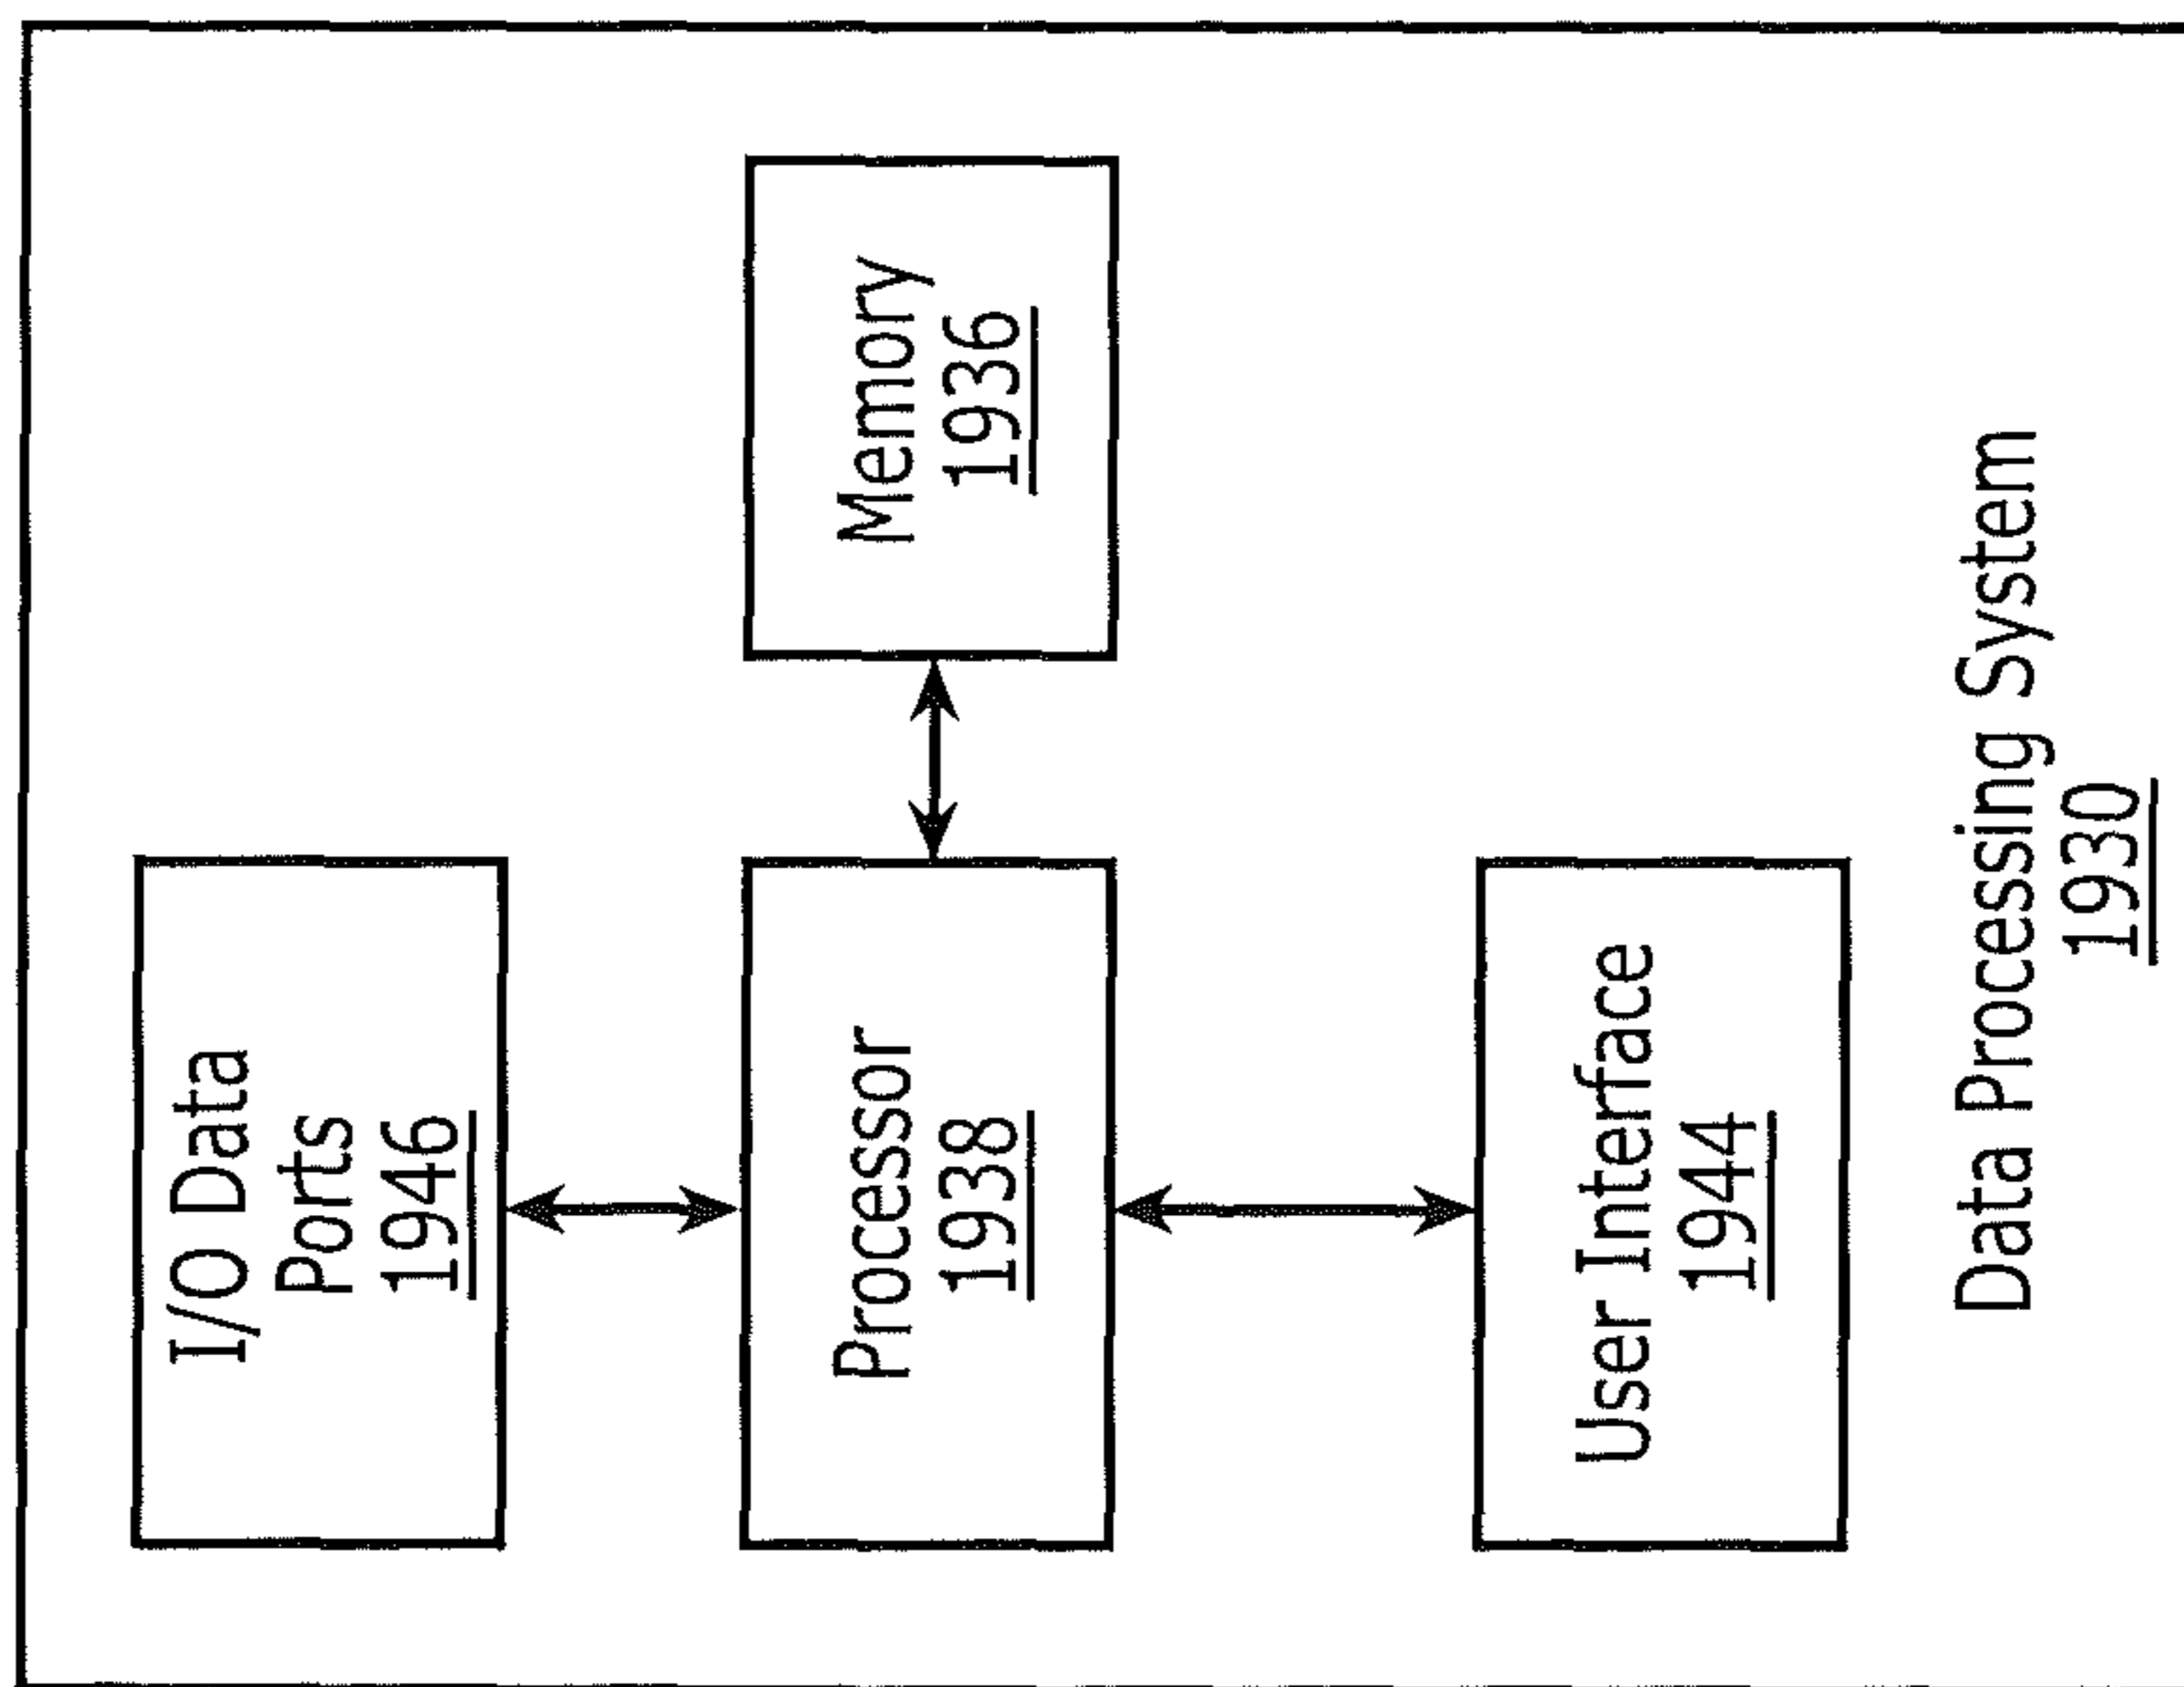 I/O Data
Ports
1946
Processor
1938
Memory
1936
User Interface
1944
Data Processing System
1930